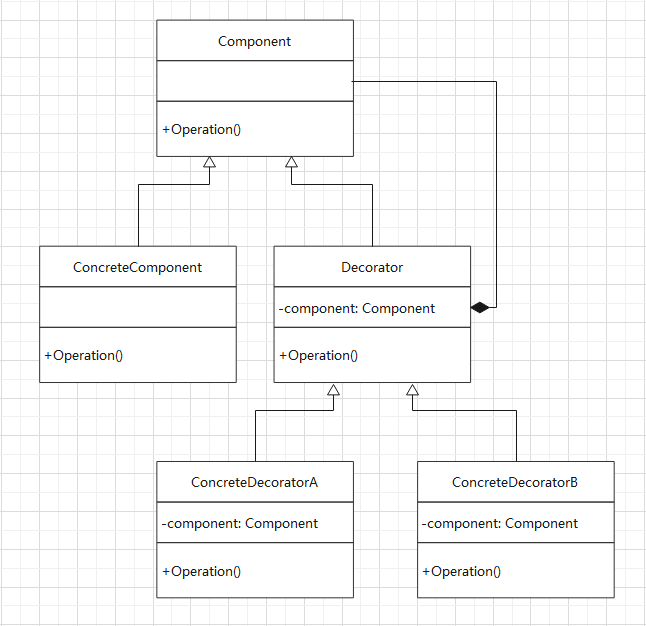 Component
+Operation()
ConcreteComponent
+Operation()
Decorator
-component: Component
+Operation()
ConcreteDecoratorA
-component: Component
+Operation()
ConcreteDecoratorB
-component: Component
+Operation()